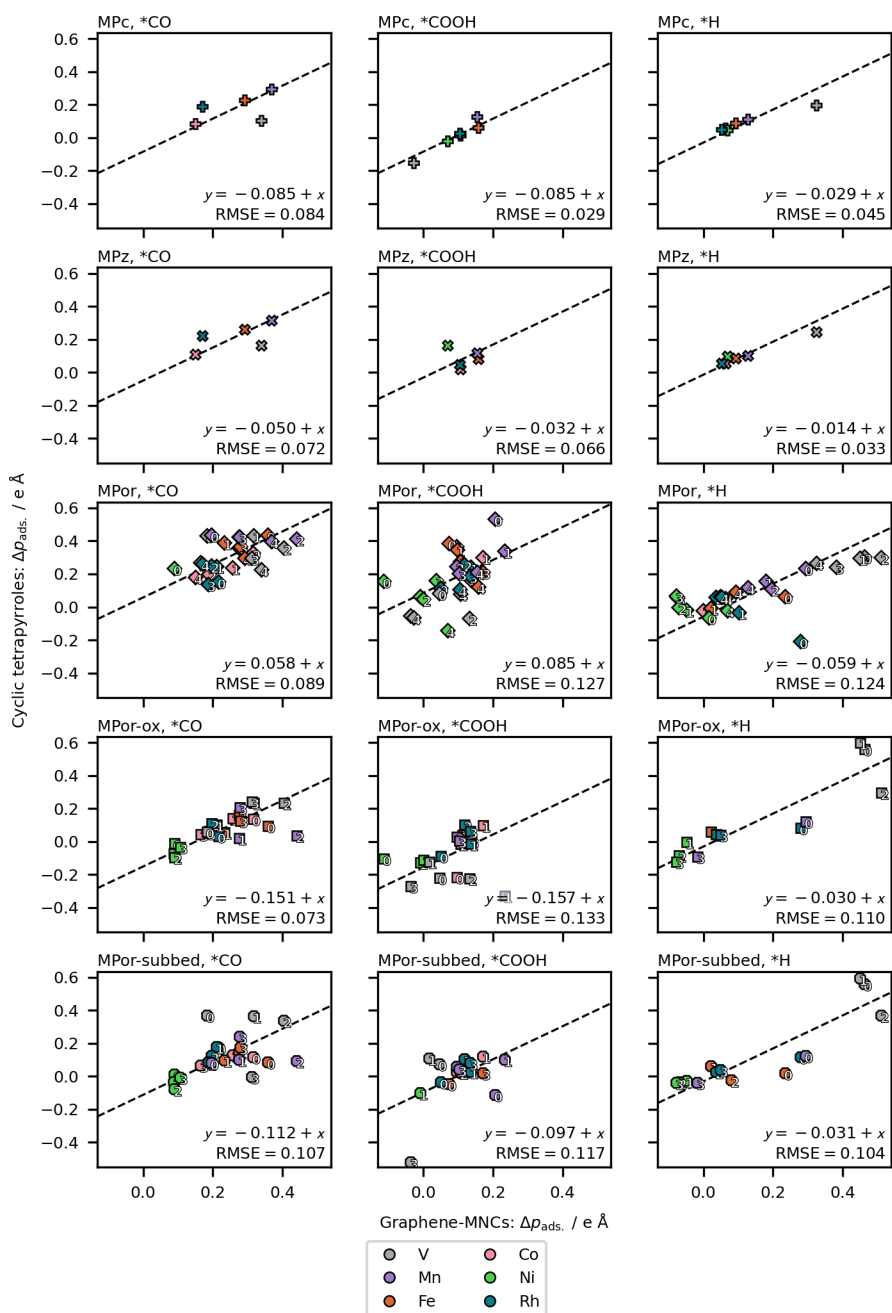 MPc, *CO
MPc, *COOH
MPc, *H
0.6
0.4
0.2
0.0
−0.2
−0.4
y = −0.085 + x
RMSE = 0.084
y = −0.085 + x
RMSE = 0.029
y = −0.029 + x
RMSE = 0.045
MPz, *CO
MPz, *COOH
MPz, *H
0.6
0.4
0.2
0.0
−0.2
−0.4
y = −0.050 + x
RMSE = 0.072
y = −0.032 + x
RMSE = 0.066
y = −0.014 + x
RMSE = 0.033
Cyclic tetrapyrroles: Δp_ads. / e Å
MPor, *CO
MPor, *COOH
MPor, *H
0.6
0.4
0.2
0.0
−0.2
−0.4
y = 0.058 + x
RMSE = 0.089
y = 0.085 + x
RMSE = 0.127
y = −0.059 + x
RMSE = 0.124
MPor-ox, *CO
MPor-ox, *COOH
MPor-ox, *H
0.6
0.4
0.2
0.0
−0.2
−0.4
y = −0.151 + x
RMSE = 0.073
y = −0.157 + x
RMSE = 0.133
y = −0.030 + x
RMSE = 0.110
MPor-subbed, *CO
MPor-subbed, *COOH
MPor-subbed, *H
0.6
0.4
0.2
0.0
−0.2
−0.4
y = −0.112 + x
RMSE = 0.107
y = −0.097 + x
RMSE = 0.117
y = −0.031 + x
RMSE = 0.104
0.0 0.2 0.4
0.0 0.2 0.4
0.0 0.2 0.4
Graphene-MNCs: Δp_ads. / e Å
V
Mn
Fe
Co
Ni
Rh